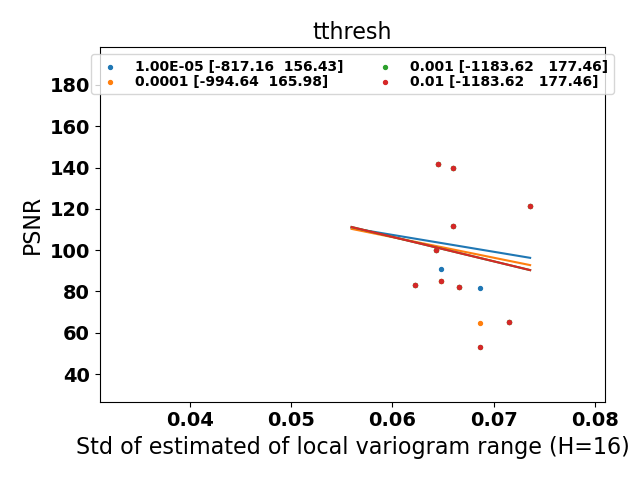 tthresh
1.00E-05 [-817.16  156.43]
0.0001 [-994.64  165.98]
0.001 [-1183.62   177.46]
0.01 [-1183.62   177.46]
PSNR
180
160
140
120
100
80
60
40
0.04 0.05 0.06 0.07 0.08
Std of estimated of local variogram range (H=16)